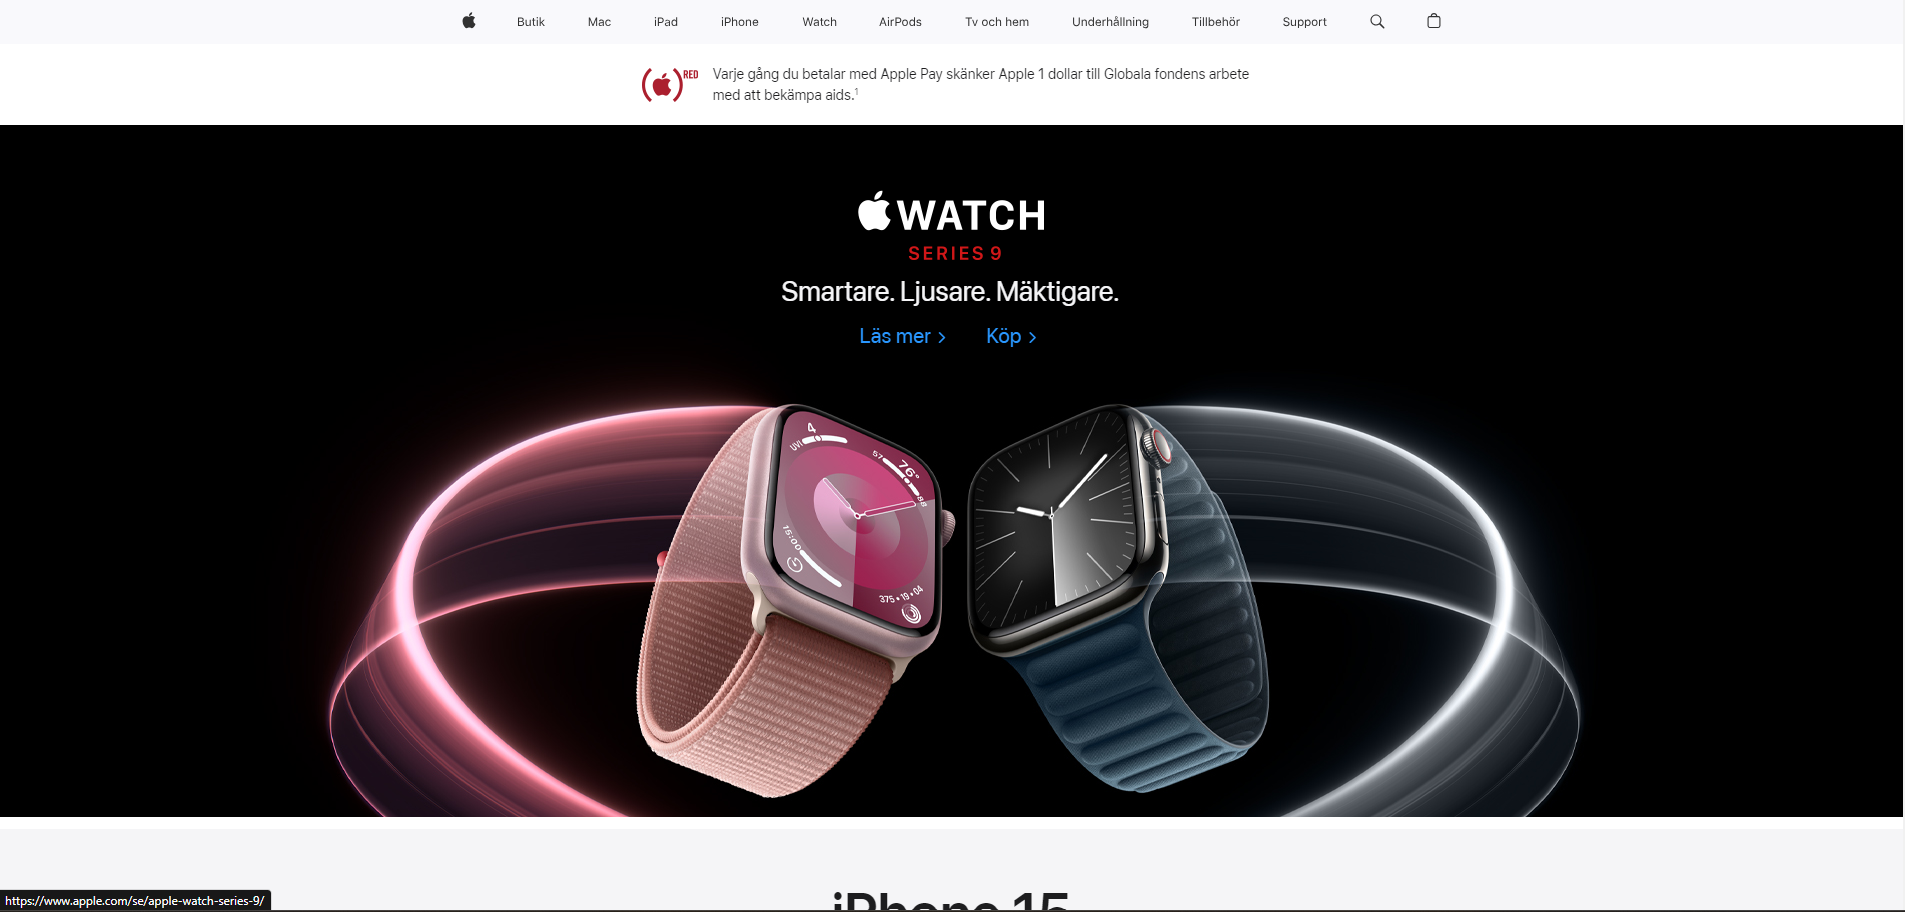 Butik Mac iPad iPhone Watch AirPods Tv och hem Underhållning Tillbehör Support
RED
Varje gång du betalar med Apple Pay skänker Apple 1 dollar till Globala fondens arbete
med att bekämpa aids.1
WATCH
SERIES 9
Smartare. Ljusare. Mäktigare.
Läs mer > Köp >
4
UVI
57 76° 88
15:00
375•19•04
iPhone 15
https://www.apple.com/se/apple-watch-series-9/